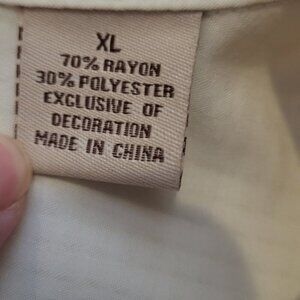 XL
70% RAYON
30% POLYESTER
EXCLUSIVE OF
DECORATION
MADE IN CHINA